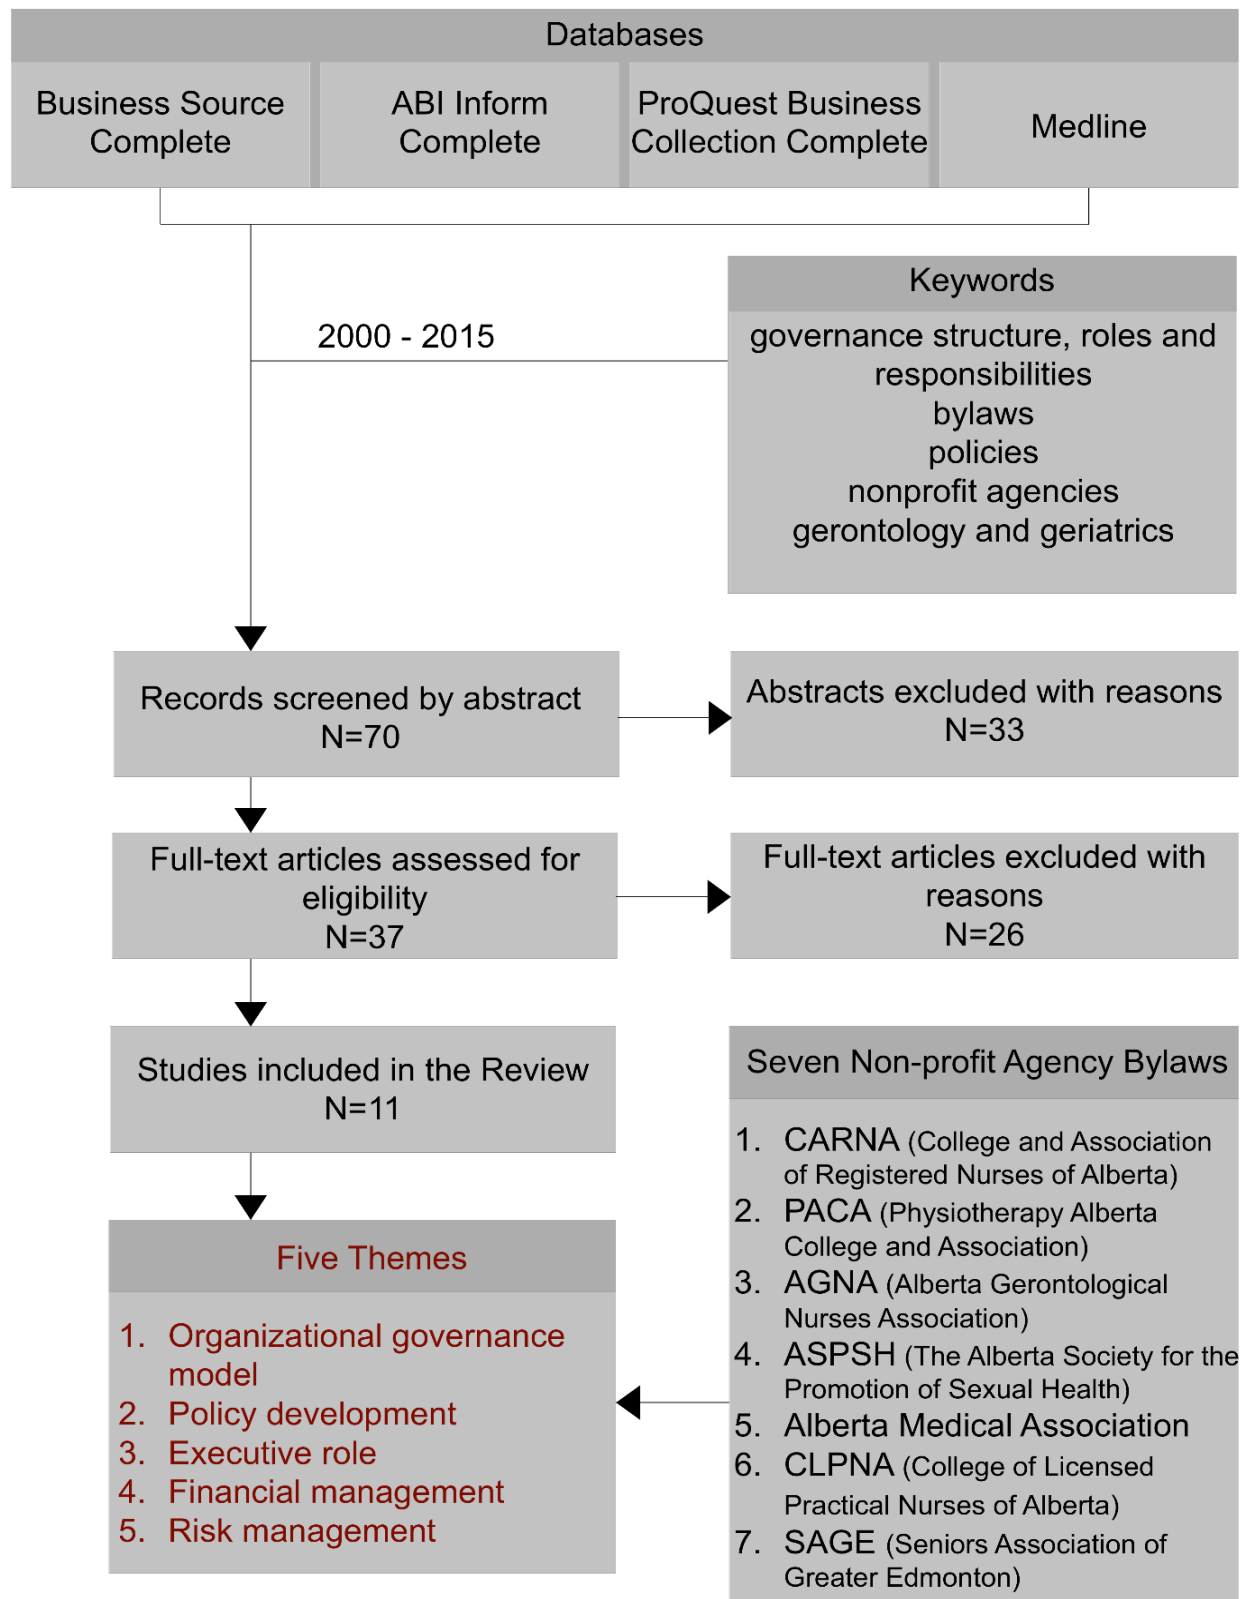 Databases
Business Source
Complete
ABI Inform
Complete
ProQuest Business
Collection Complete
Medline
Keywords
governance structure, roles and
responsibilities
bylaws
policies
nonprofit agencies
gerontology and geriatrics
2000 - 2015
Records screened by abstract
N=70
Abstracts excluded with reasons
N=33
Full-text articles assessed for
eligibility
N=37
Full-text articles excluded with
reasons
N=26
Studies included in the Review
N=11
Seven Non-profit Agency Bylaws
1. CARNA (College and Association
of Registered Nurses of Alberta)
2. PACA (Physiotherapy Alberta
College and Association)
3. AGNA (Alberta Gerontological
Nurses Association)
4. ASPSH (The Alberta Society for the
Promotion of Sexual Health)
5. Alberta Medical Association
6. CLPNA (College of Licensed
Practical Nurses of Alberta)
7. SAGE (Seniors Association of
Greater Edmonton)
Five Themes
1. Organizational governance
model
2. Policy development
3. Executive role
4. Financial management
5. Risk management